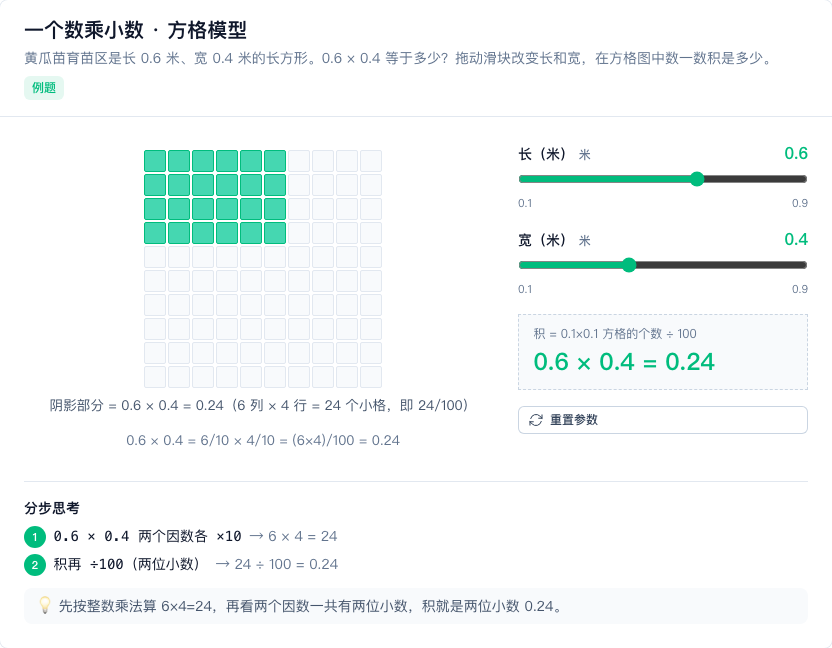 一个数乘小数 · 方格模型
黄瓜苗育苗区是长 0.6 米、宽 0.4 米的长方形。0.6 × 0.4 等于多少？拖动滑块改变长和宽，在方格图中数一数积是多少。
例题
阴影部分 = 0.6 × 0.4 = 0.24（6 列 × 4 行 = 24 个小格，即 24/100）
0.6 × 0.4 = 6/10 × 4/10 = (6×4)/100 = 0.24
长（米） 米 0.6
0.1 0.9
宽（米） 米 0.4
0.1 0.9
积 = 0.1×0.1 方格的个数 ÷ 100
0.6 × 0.4 = 0.24
重置参数
分步思考
1 0.6 × 0.4 两个因数各 ×10 → 6 × 4 = 24
2 积再 ÷100（两位小数） → 24 ÷ 100 = 0.24
先按整数乘法算 6×4=24，再看两个因数一共有两位小数，积就是两位小数 0.24。